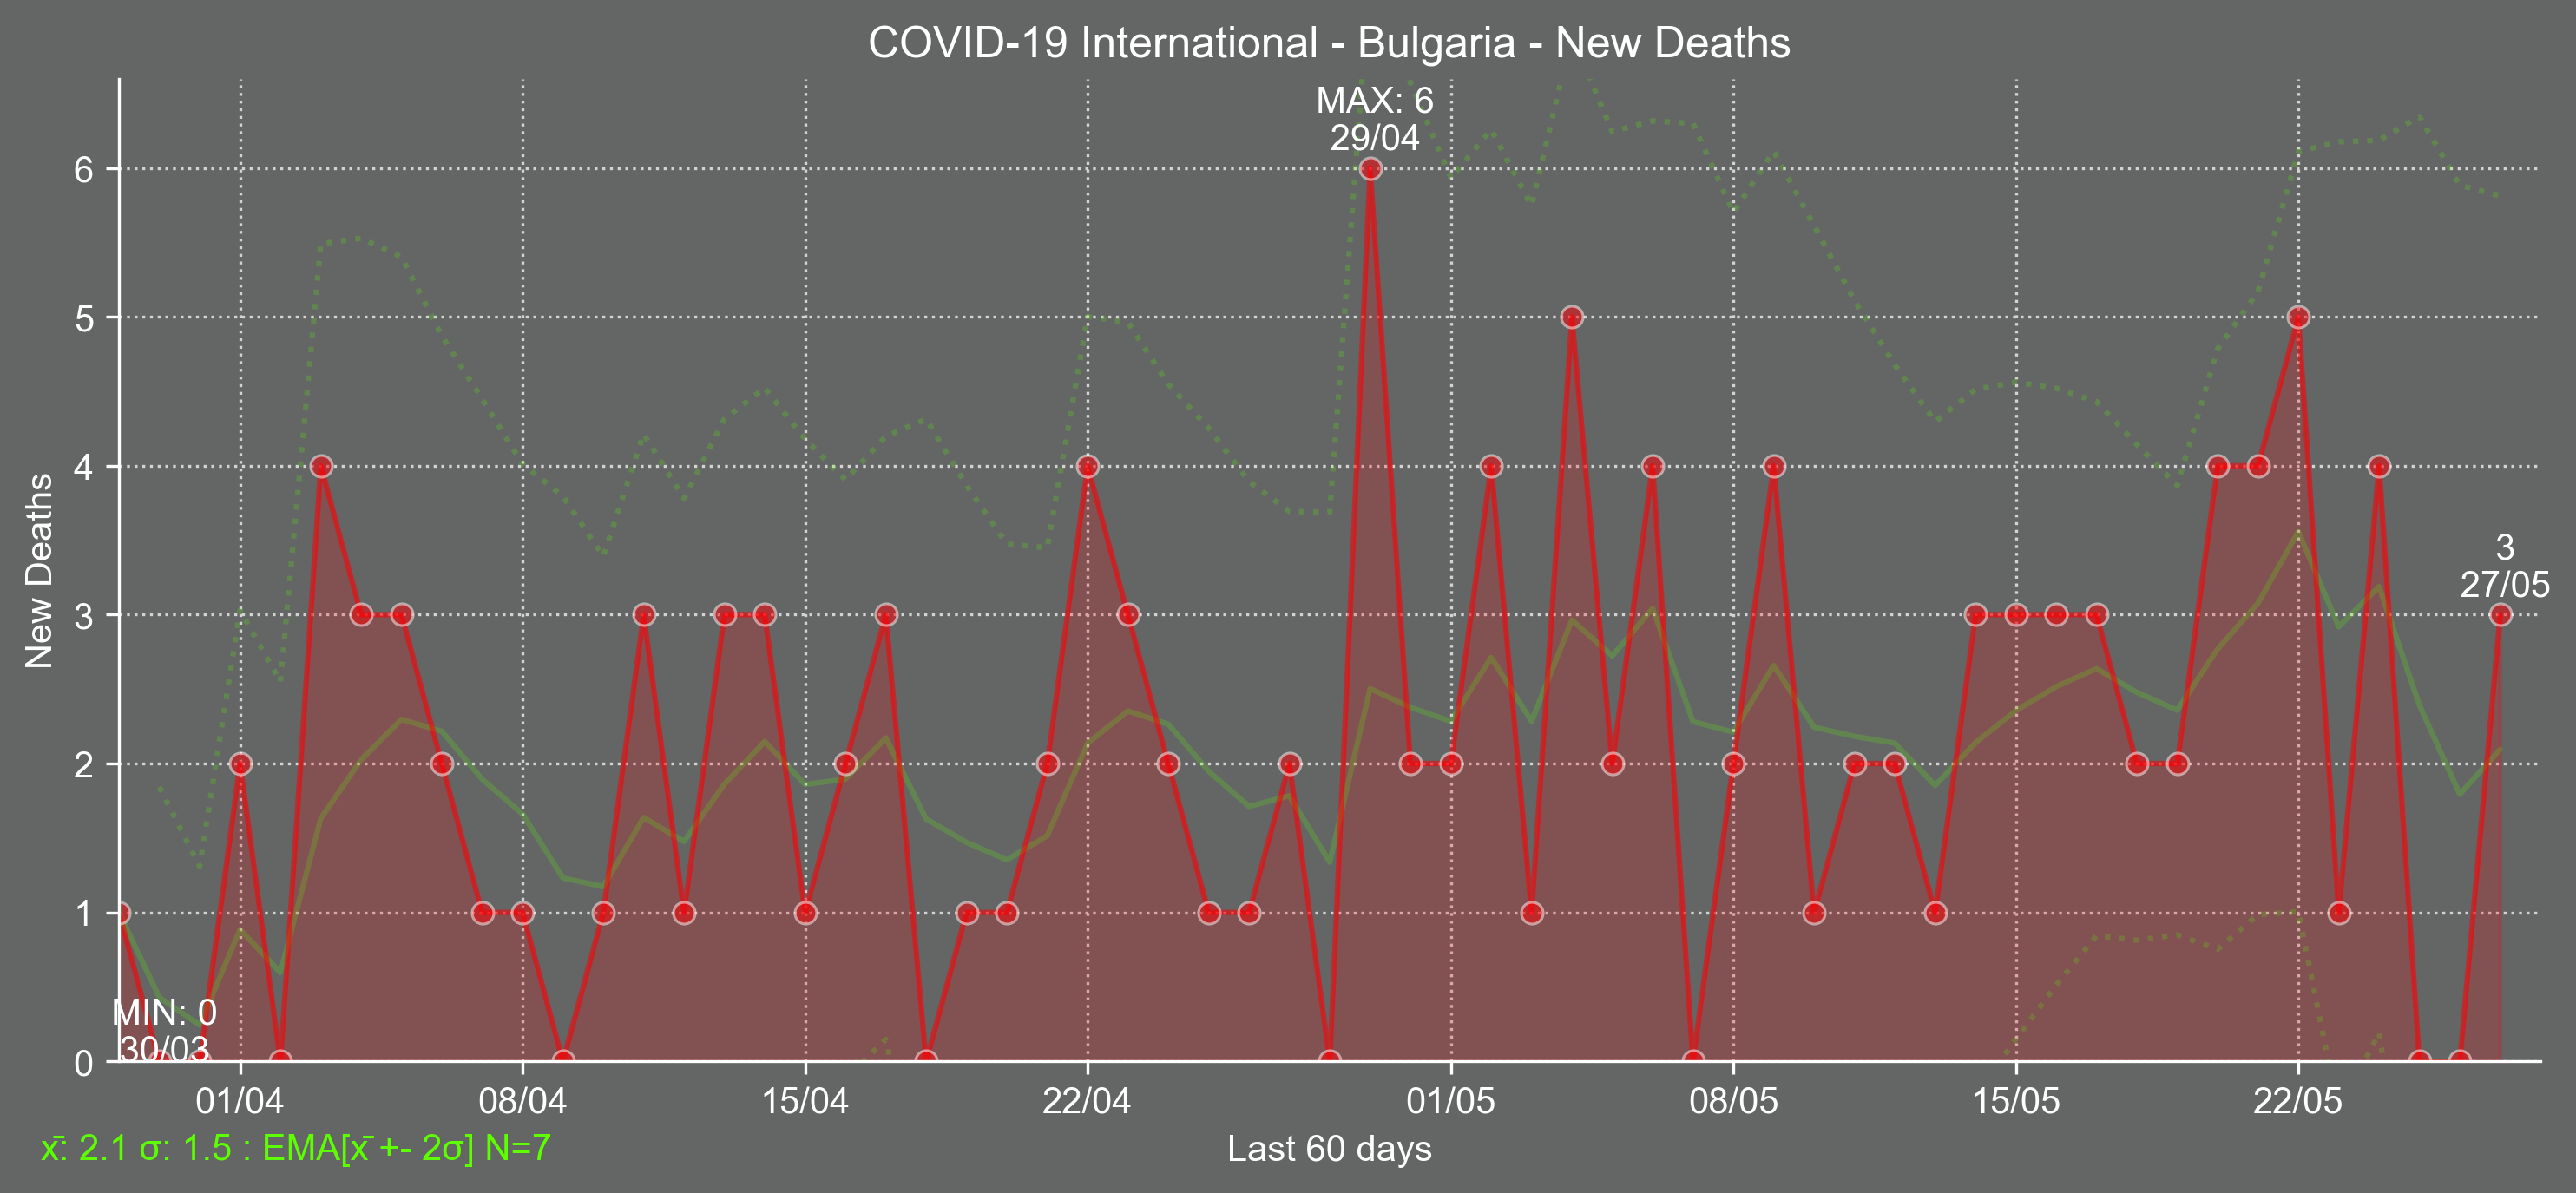 COVID-19 International - Bulgaria - New Deaths
MAX: 6
29/04
6
5
4
3
2
1
0
New Deaths
3
27/05
MIN: 0
30/03
01/04 08/04 15/04 22/04 01/05 08/05 15/05 22/05
x̄: 2.1 σ: 1.5 : EMA[x̄ +- 2σ] N=7
Last 60 days